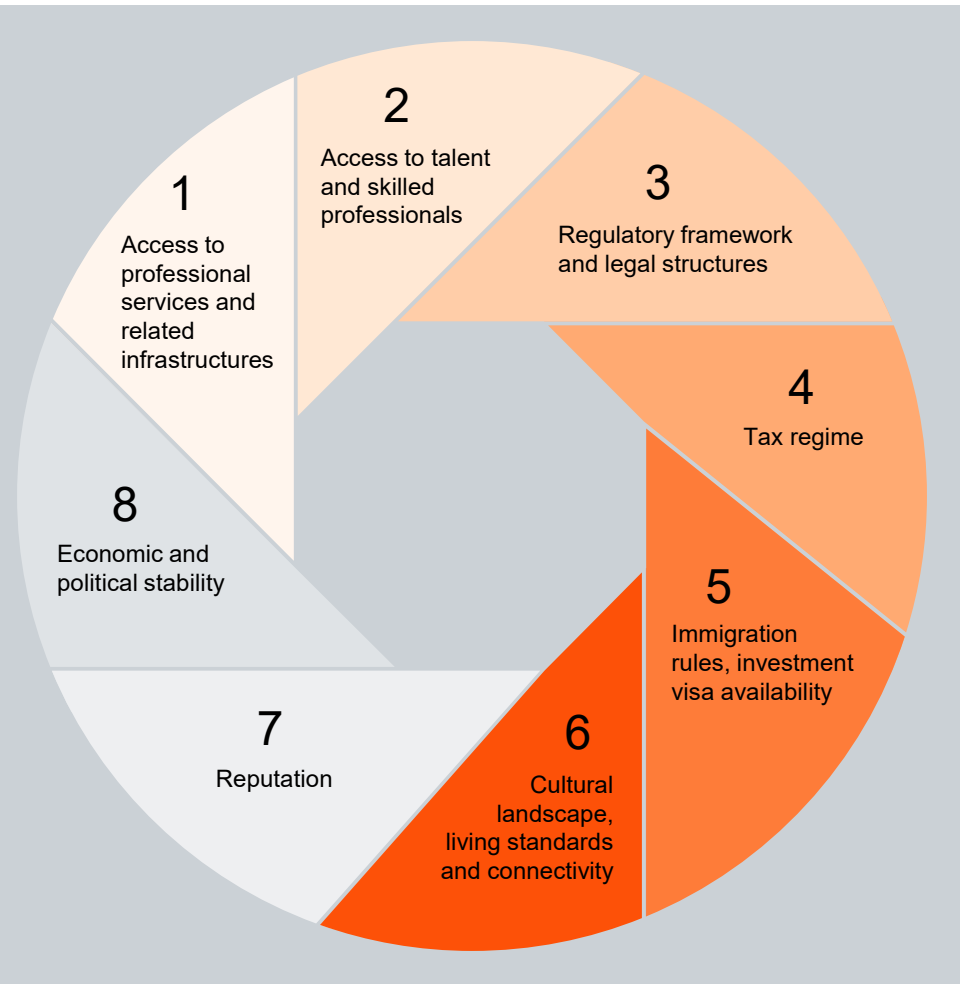 1
Access to
professional
services and
related
infrastructures
2
Access to talent
and skilled
professionals
3
Regulatory framework
and legal structures
4
Tax regime
5
Immigration
rules, investment
visa availability
6
Cultural
landscape,
living standards
and connectivity
7
Reputation
8
Economic and
political stability